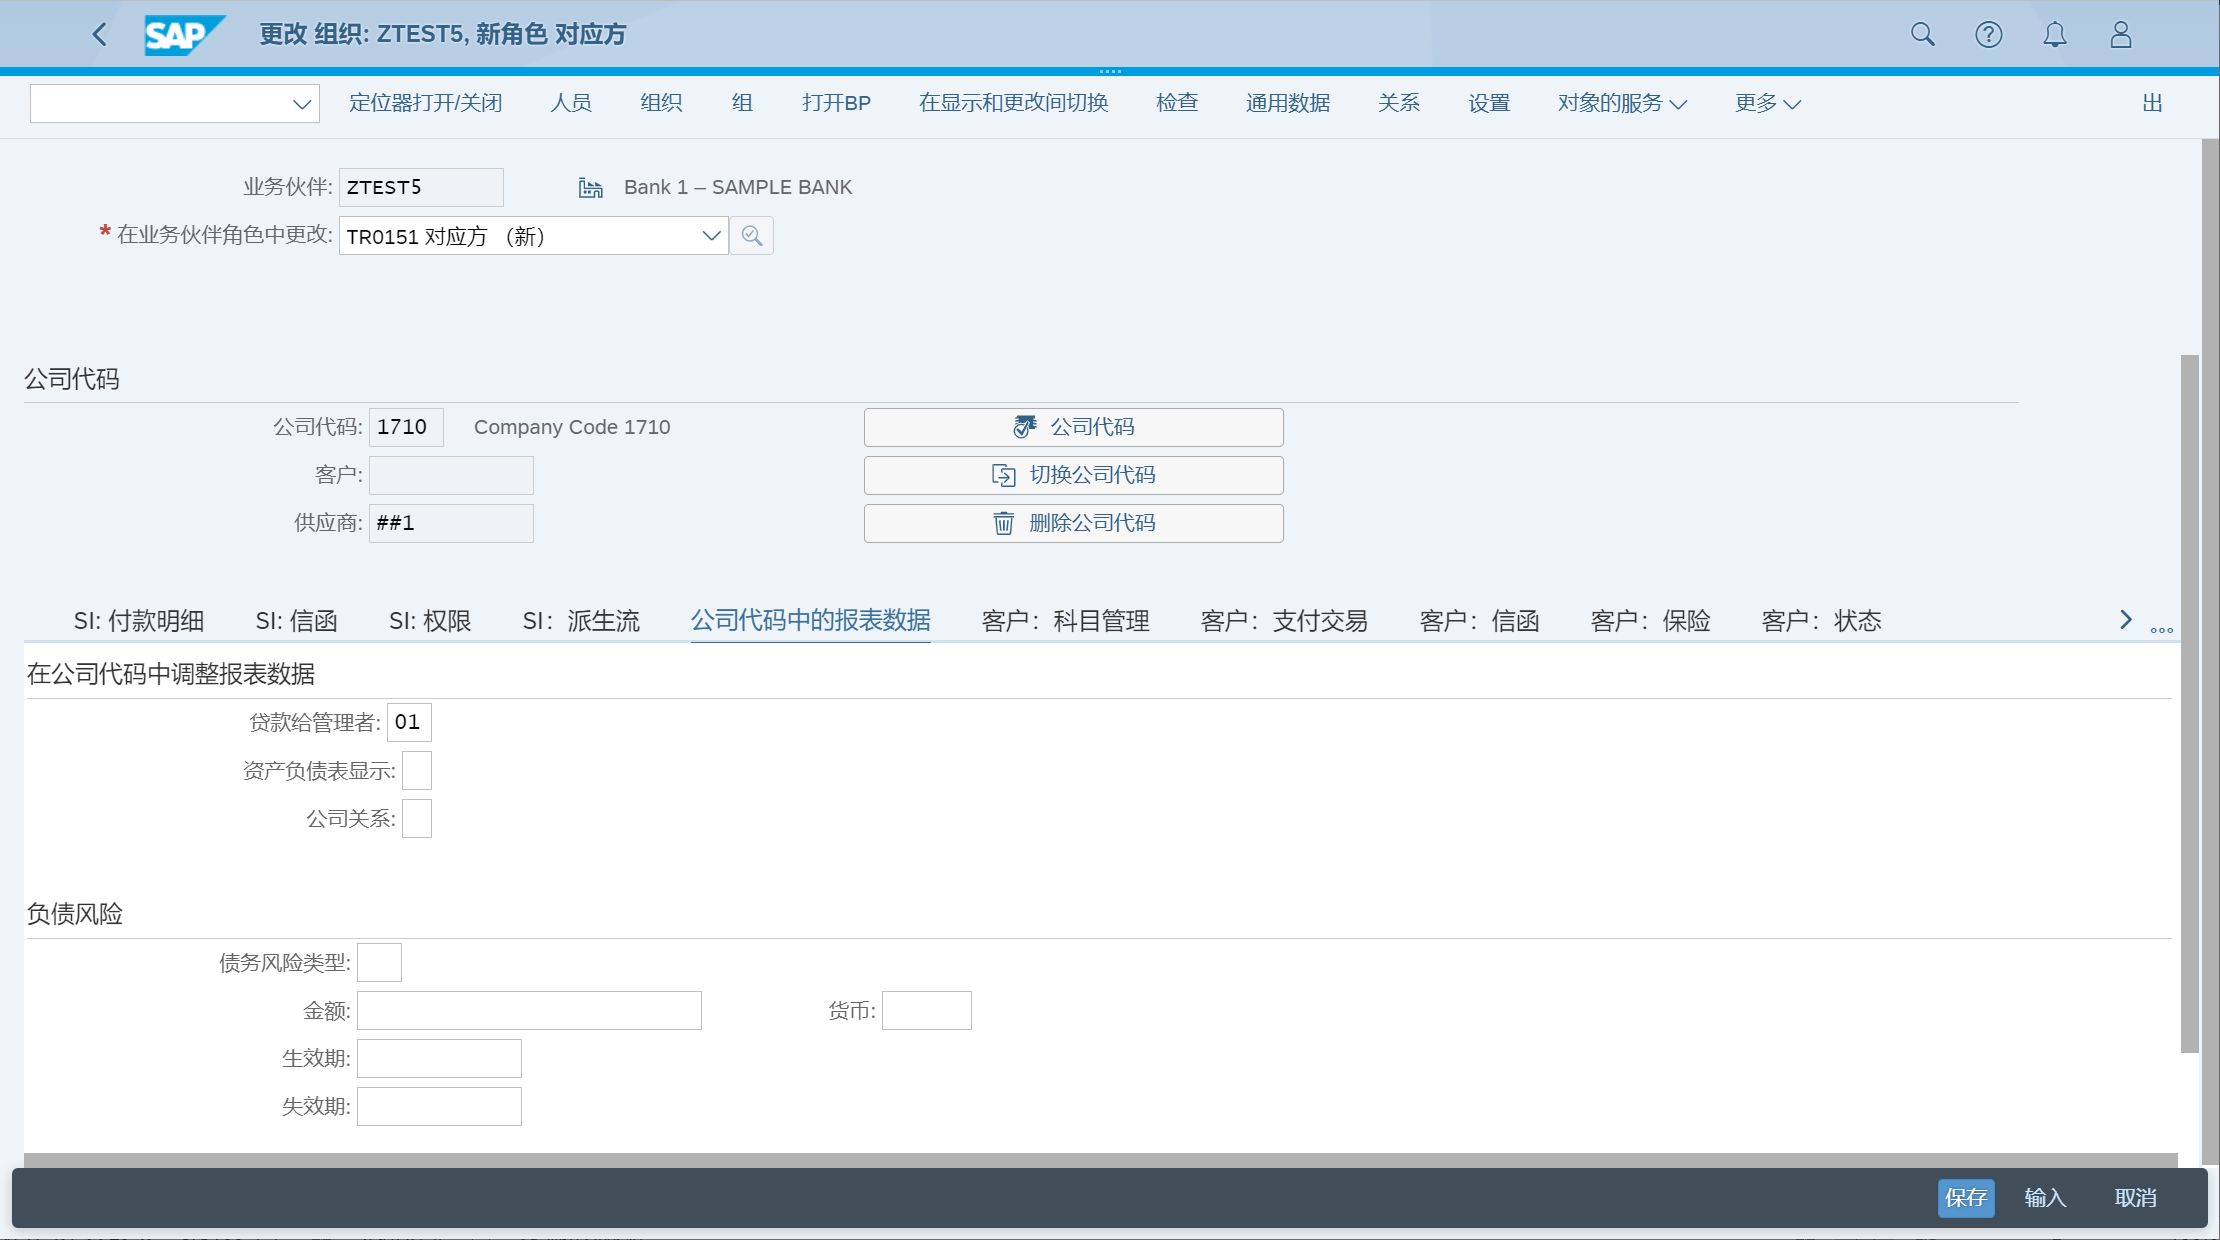 SAP 更改 组织: ZTEST5, 新角色 对应方
定位器打开/关闭 人员 组织 组 打开BP 在显示和更改间切换 检查 通用数据 关系 设置 对象的服务 更多 出
业务伙伴: ZTEST5 Bank 1 – SAMPLE BANK
* 在业务伙伴角色中更改: TR0151 对应方 （新）
公司代码
公司代码: 1710 Company Code 1710 公司代码
客户: 切换公司代码
供应商: ##1 删除公司代码
SI: 付款明细 SI: 信函 SI: 权限 SI：派生流 公司代码中的报表数据 客户：科目管理 客户：支付交易 客户：信函 客户：保险 客户：状态
在公司代码中调整报表数据
贷款给管理者: 01
资产负债表显示:
公司关系:
负债风险
债务风险类型:
金额: 货币:
生效期:
失效期:
保存 输入 取消